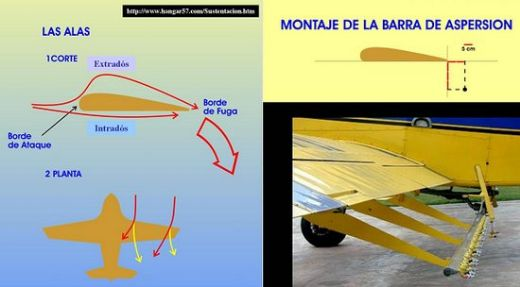 http://www.hangar57.com/Sustentacion.htm
LAS ALAS
1CORTE
Extradós
Borde
de Fuga
Intradós
Borde
de Ataque
2 PLANTA
MONTAJE DE LA BARRA DE ASPERSION
5 cm